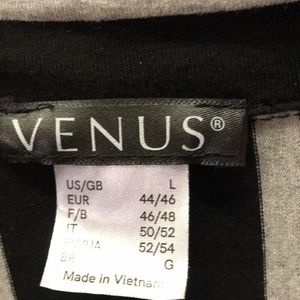 VENUS®
US/GB L
EUR 44/46
F/B 46/48
IT 50/52
52/54
BR G
Made in Vietnam